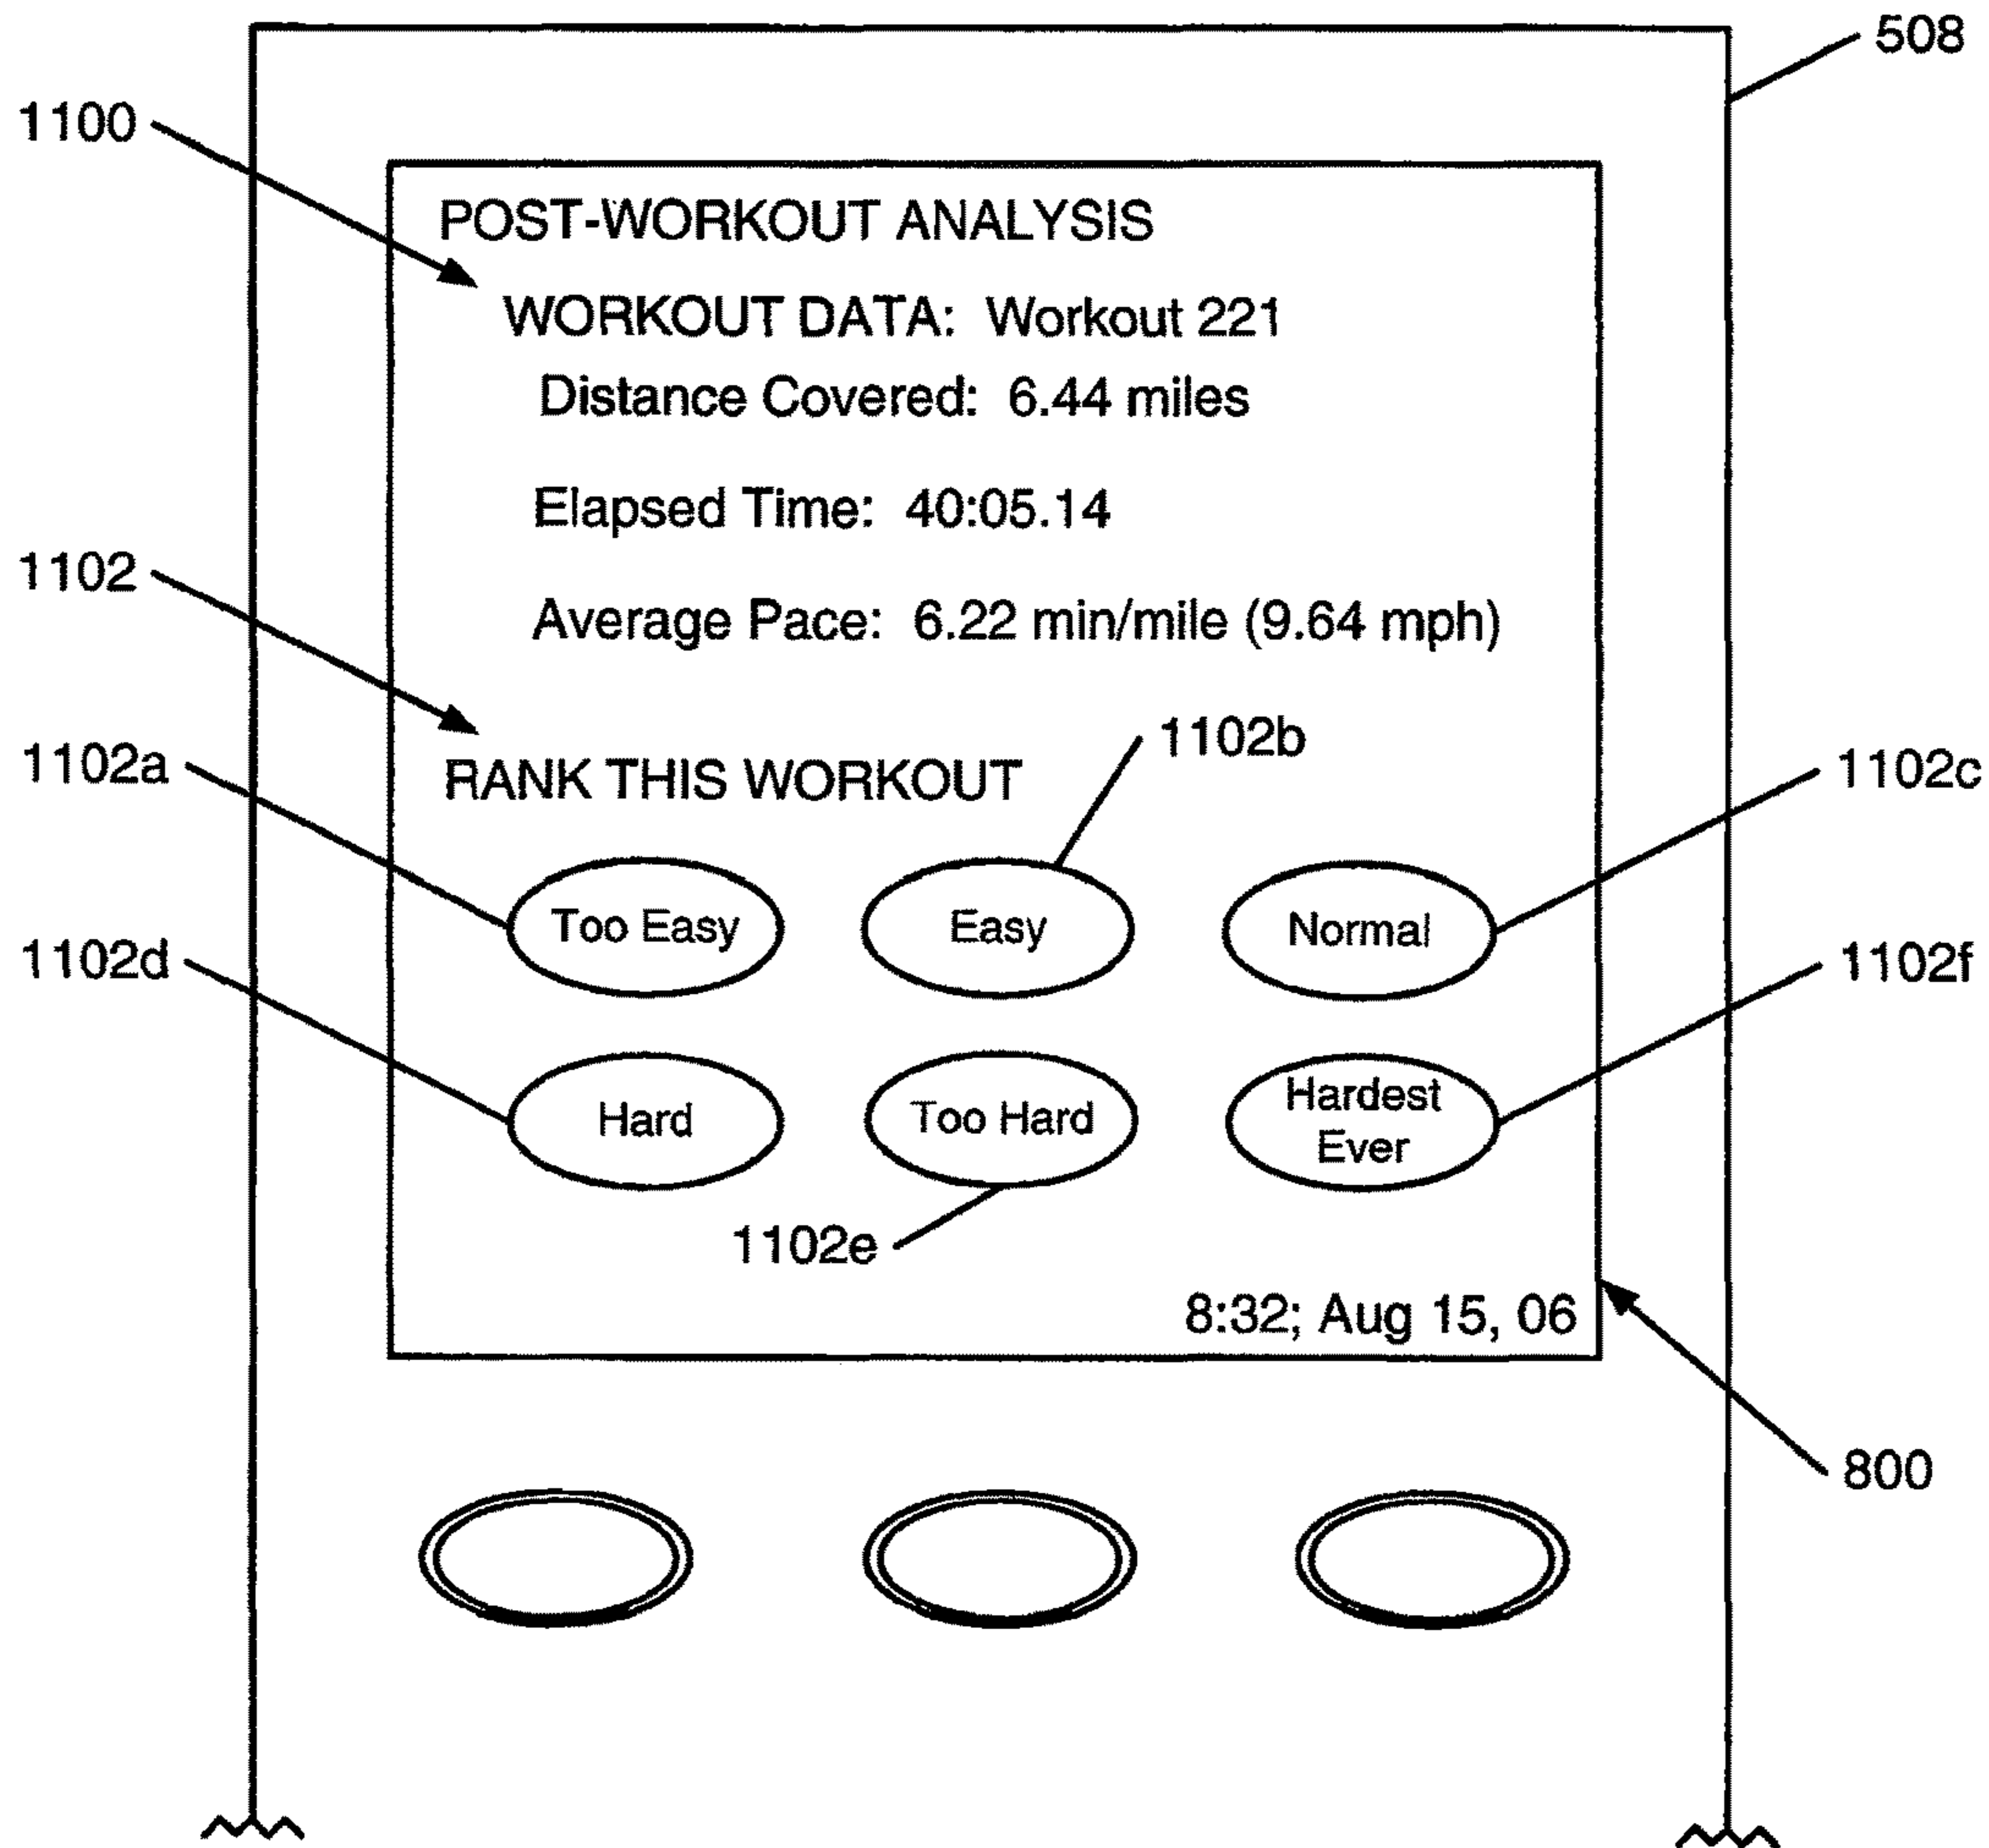 508
1100
POST-WORKOUT ANALYSIS
WORKOUT DATA: Workout 221
Distance Covered: 6.44 miles
Elapsed Time: 40:05.14
1102
Average Pace: 6.22 min/mile (9.64 mph)
1102b
1102a
RANK THIS WORKOUT
1102c
Too Easy
Easy
Normal
1102d
1102f
Hard
Too Hard
Hardest
Ever
1102e
8:32; Aug 15, 06
800